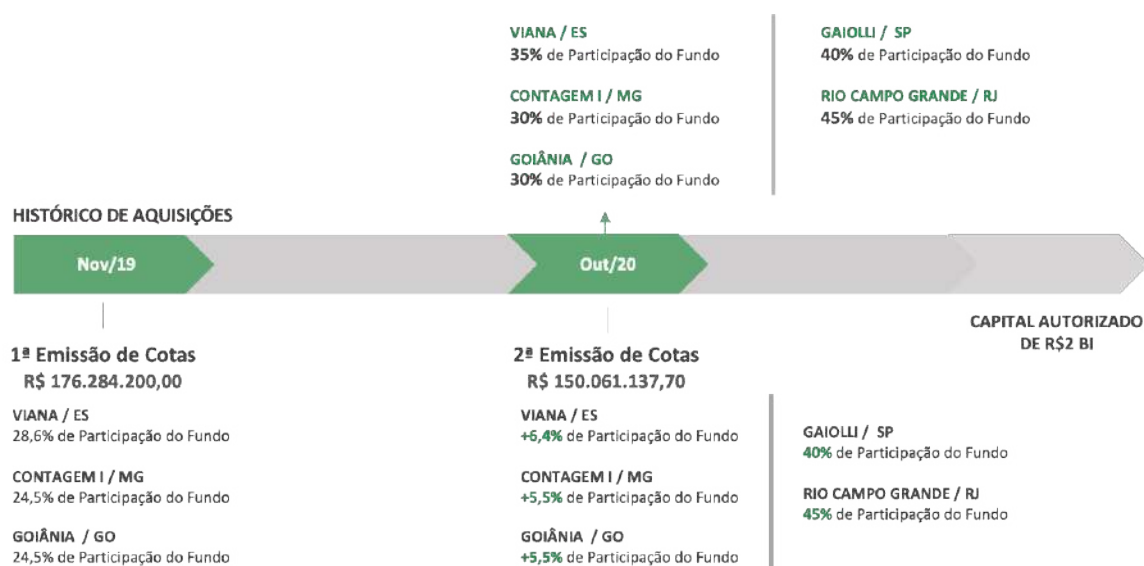 VIANA / ES
35% de Participação do Fundo
CONTAGEM I / MG
30% de Participação do Fundo
GOIÂNIA / GO
30% de Participação do Fundo
GAIOLLI / SP
40% de Participação do Fundo
RIO CAMPO GRANDE / RJ
45% de Participação do Fundo
HISTÓRICO DE AQUISIÇÕES
Nov/19
Out/20
CAPITAL AUTORIZADO
DE R$2 BI
1ª Emissão de Cotas
R$ 176.284.200,00
VIANA / ES
28,6% de Participação do Fundo
CONTAGEM I / MG
24,5% de Participação do Fundo
GOIÂNIA / GO
24,5% de Participação do Fundo
2ª Emissão de Cotas
R$ 150.061.137,70
VIANA / ES
+6,4% de Participação do Fundo
CONTAGEM I / MG
+5,5% de Participação do Fundo
GOIÂNIA / GO
+5,5% de Participação do Fundo
GAIOLLI / SP
40% de Participação do Fundo
RIO CAMPO GRANDE / RJ
45% de Participação do Fundo